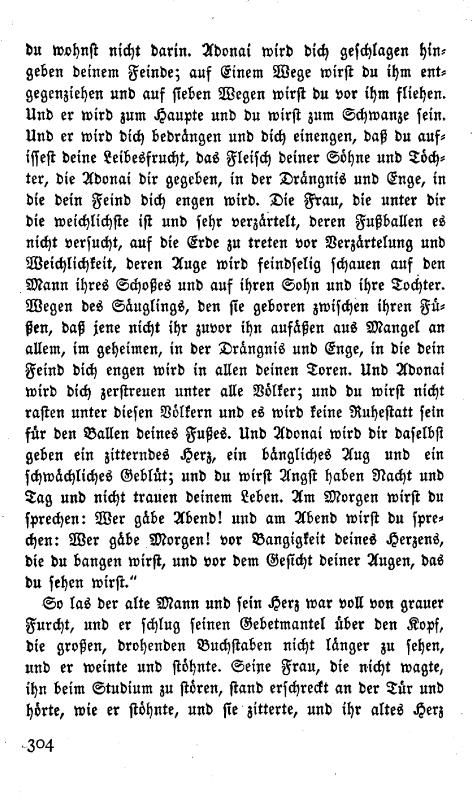 du wohnst nicht darin. Adonai wird dich geschlagen hin-
geben deinem Feinde; auf Einem Wege wirst du ihm ent-
gegenziehen und auf sieben Wegen wirst du vor ihm fliehen.
Und er wird zum Haupte und du wirst zum Schwanze sein.
Und er wird dich bedrängen und dich einengen, daß du auf-
issest deine Leibesfrucht, das Fleisch deiner Söhne und Töch-
ter, die Adonai dir gegeben, in der Drängnis und Enge, in
die dein Feind dich engen wird. Die Frau, die unter dir
die weichlichste ist und sehr verzärtelt, deren Fußballen es
nicht versucht, auf die Erde zu treten vor Verzärtelung und
Weichlichkeit, deren Auge wird feindselig schauen auf den
Mann ihres Schoßes und auf ihren Sohn und ihre Tochter.
Wegen des Säuglings, den sie geboren zwischen ihren Fü-
ßen, daß jene nicht ihr zuvor ihn aufäßen aus Mangel an
allem, im geheimen, in der Drängnis und Enge, in die dein
Feind dich engen wird in allen deinen Toren. Und Adonai
wird dich zerstreuen unter alle Völker; und du wirst nicht
rasten unter diesen Völkern und es wird keine Ruhestatt sein
für den Ballen deines Fußes. Und Adonai wird dir daselbst
geben ein zitterndes Herz, ein bängliches Aug und ein
schwächliches Geblüt; und du wirst Angst haben Nacht und
Tag und nicht trauen deinem Leben. Am Morgen wirst du
sprechen: Wer gäbe Abend! und am Abend wirst du spre-
chen: Wer gäbe Morgen! vor Bangigkeit deines Herzens,
die du bangen wirst, und vor dem Gesicht deiner Augen, das
du sehen wirst.“
So las der alte Mann und sein Herz war voll von grauer
Furcht, und er schlug seinen Gebetmantel über den Kopf,
die großen, drohenden Buchstaben nicht länger zu sehen,
und er weinte und stöhnte. Seine Frau, die nicht wagte,
ihn beim Studium zu stören, stand erschreckt an der Tür und
hörte, wie er stöhnte, und sie zitterte, und ihr altes Herz
304